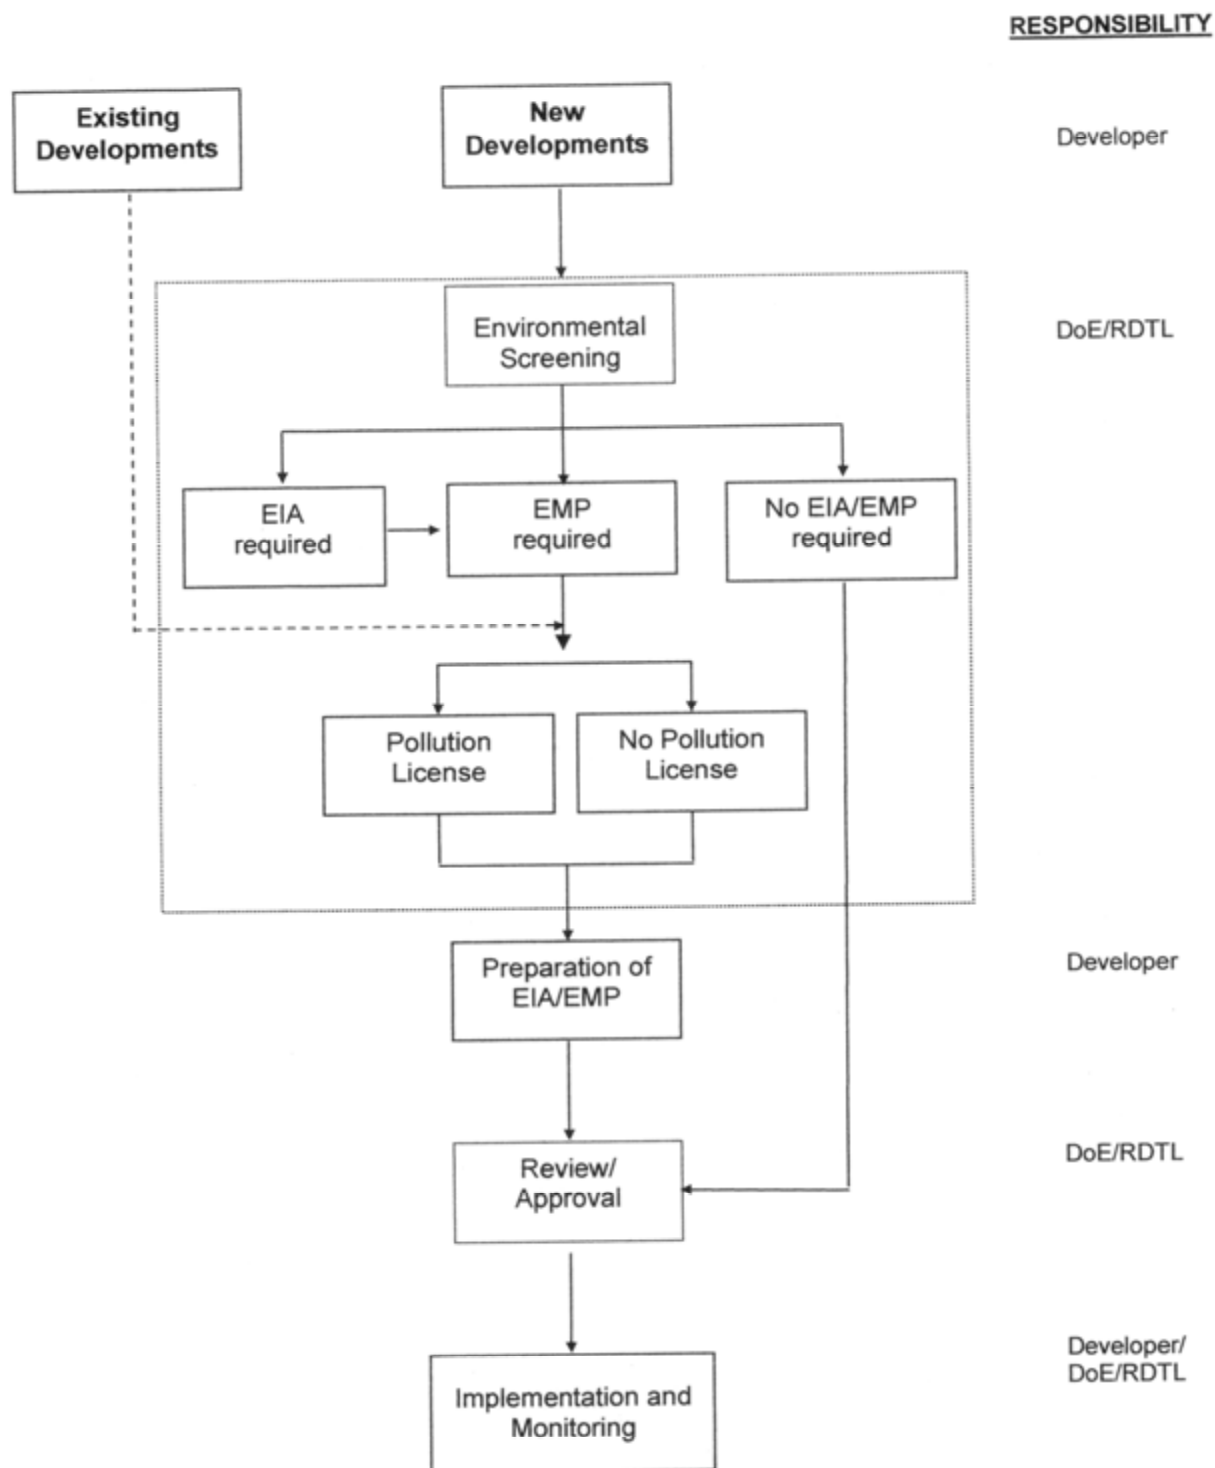 RESPONSIBILITY
Existing
Developments
New
Developments
Developer
Environmental
Screening
DoE/RDTL
EIA
required
EMP
required
No EIA/EMP
required
Pollution
License
No Pollution
License
Preparation of
EIA/EMP
Developer
Review/
Approval
DoE/RDTL
Implementation and
Monitoring
Developer/
DoE/RDTL